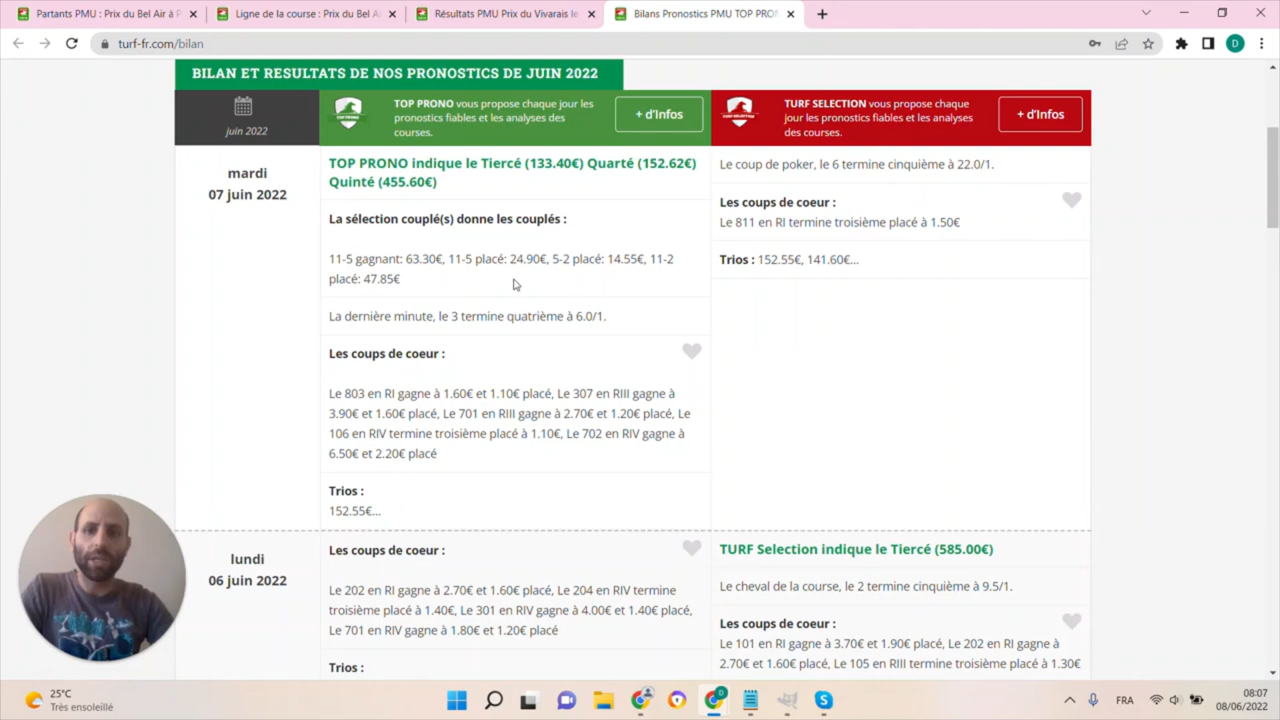 Partants PMU : Prix du Bel Air à P
Ligne de la course : Prix du Bel Ai
Résultats PMU Prix du Vivarais le
Bilans Pronostics PMU TOP PRON
turf-fr.com/bilan
D
BILAN ET RESULTATS DE NOS PRONOSTICS DE JUIN 2022
juin 2022
TOP PRONO
TOP PRONO vous propose chaque jour les
pronostics fiables et les analyses des
courses.
+ d'Infos
TURF SELECTION
TURF SELECTION vous propose chaque
jour les pronostics fiables et les analyses
des courses.
+ d'Infos
mardi
07 juin 2022
TOP PRONO indique le Tiercé (133.40€) Quarté (152.62€)
Quinté (455.60€)
La sélection couplé(s) donne les couplés :
11-5 gagnant: 63.30€, 11-5 placé: 24.90€, 5-2 placé: 14.55€, 11-2
placé: 47.85€
La dernière minute, le 3 termine quatrième à 6.0/1.
Les coups de coeur :
Le 803 en RI gagne à 1.60€ et 1.10€ placé, Le 307 en RIII gagne à
3.90€ et 1.60€ placé, Le 701 en RIII gagne à 2.70€ et 1.20€ placé, Le
106 en RIV termine troisième placé à 1.10€, Le 702 en RIV gagne à
6.50€ et 2.20€ placé
Trios :
152.55€...
Le coup de poker, le 6 termine cinquième à 22.0/1.
Les coups de coeur :
Le 811 en RI termine troisième placé à 1.50€
Trios : 152.55€, 141.60€...
lundi
06 juin 2022
Les coups de coeur :
Le 202 en RI gagne à 2.70€ et 1.60€ placé, Le 204 en RIV termine
troisième placé à 1.40€, Le 301 en RIV gagne à 4.00€ et 1.40€ placé,
Le 701 en RIV gagne à 1.80€ et 1.20€ placé
Trios :
TURF Selection indique le Tiercé (585.00€)
Le cheval de la course, le 2 termine cinquième à 9.5/1.
Les coups de coeur :
Le 101 en RI gagne à 3.70€ et 1.90€ placé, Le 202 en RI gagne à
2.70€ et 1.60€ placé, Le 105 en RIII termine troisième placé à 1.30€
25°C
Très ensoleillé
FRA
08:07
08/06/2022